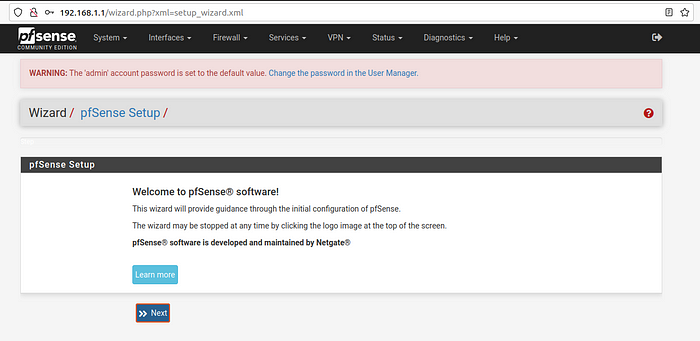 192.168.1.1/wizard.php?xml=setup_wizard.xml
pfsense
COMMUNITY EDITION
System Interfaces Firewall Services VPN Status Diagnostics Help
WARNING: The 'admin' account password is set to the default value. Change the password in the User Manager.
Wizard / pfSense Setup /
pfSense Setup
Welcome to pfSense® software!
This wizard will provide guidance through the initial configuration of pfSense.
The wizard may be stopped at any time by clicking the logo image at the top of the screen.
pfSense® software is developed and maintained by Netgate®
Learn more
Next